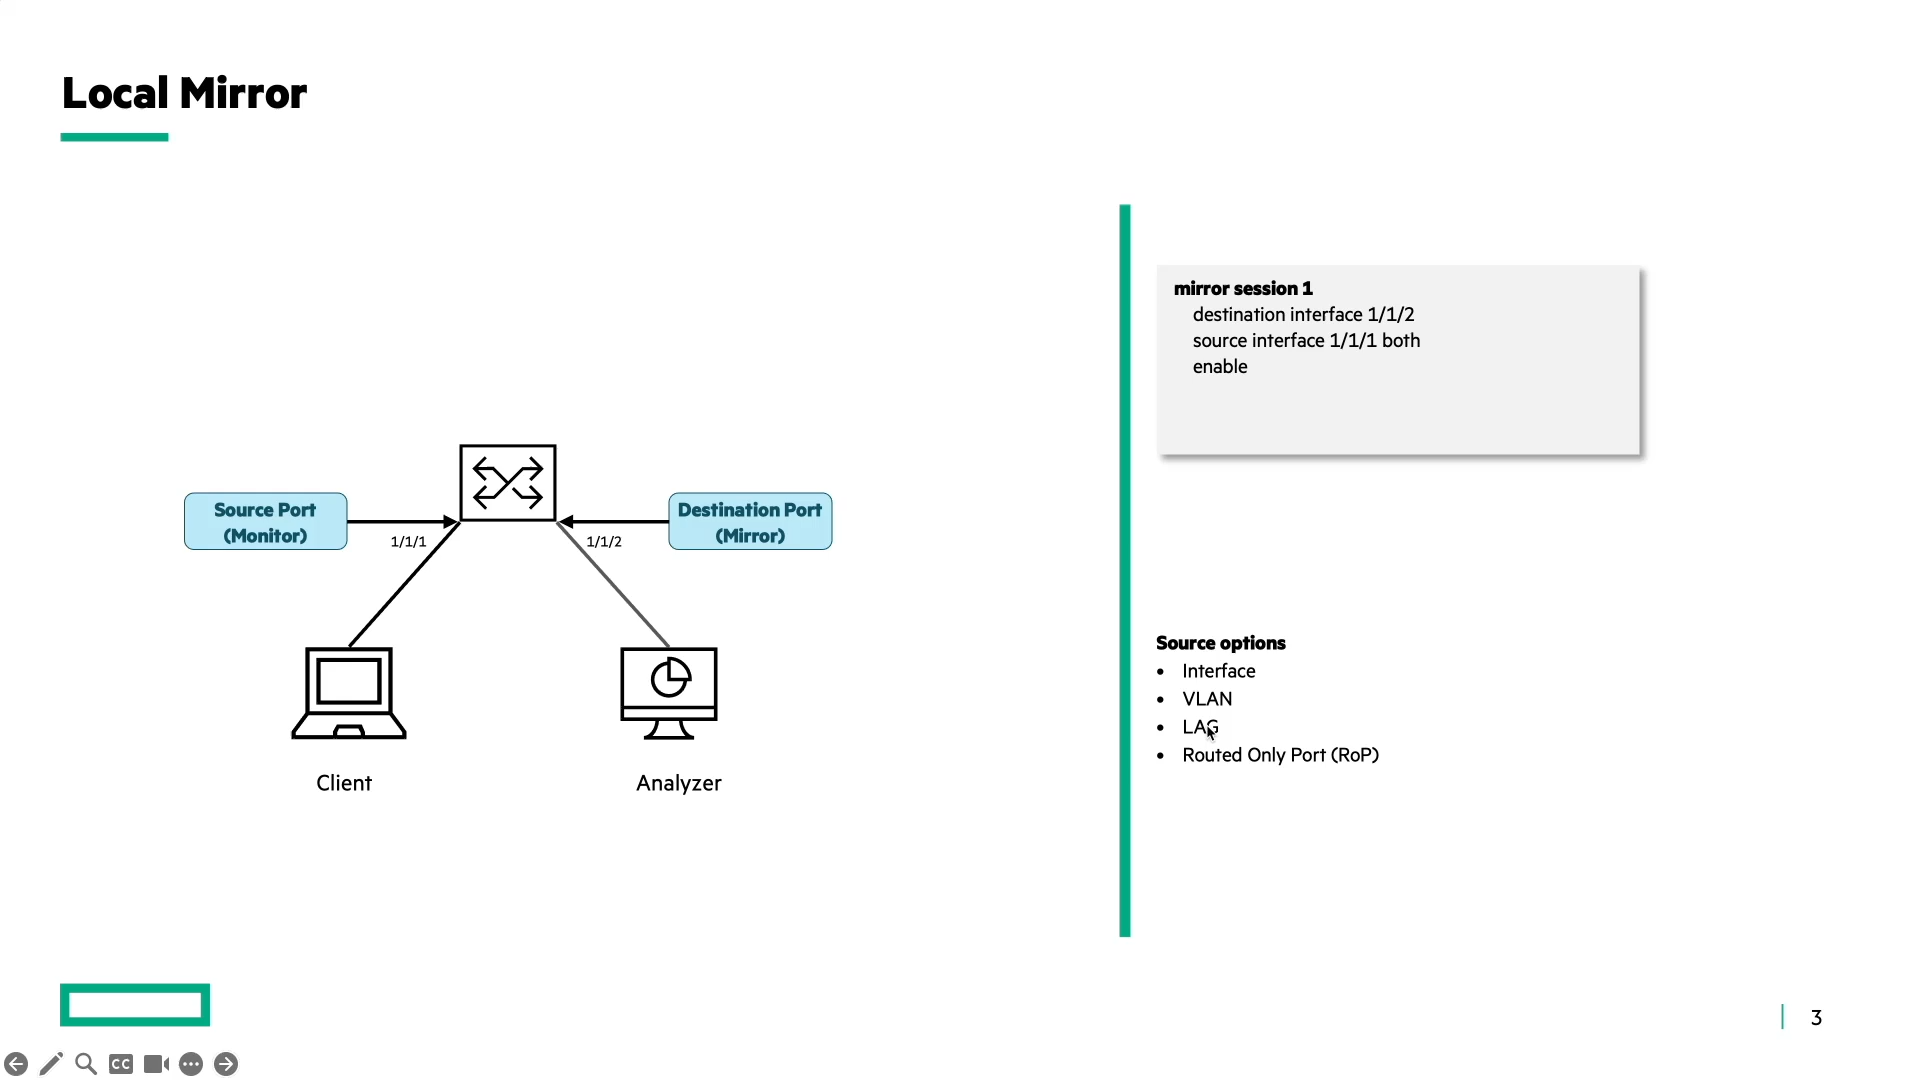 Local Mirror
Source Port
(Monitor)
Destination Port
(Mirror)
1/1/1
1/1/2
Client
Analyzer
mirror session 1
destination interface 1/1/2
source interface 1/1/1 both
enable
Source options
• Interface
• VLAN
• LAG
• Routed Only Port (RoP)
3
CC